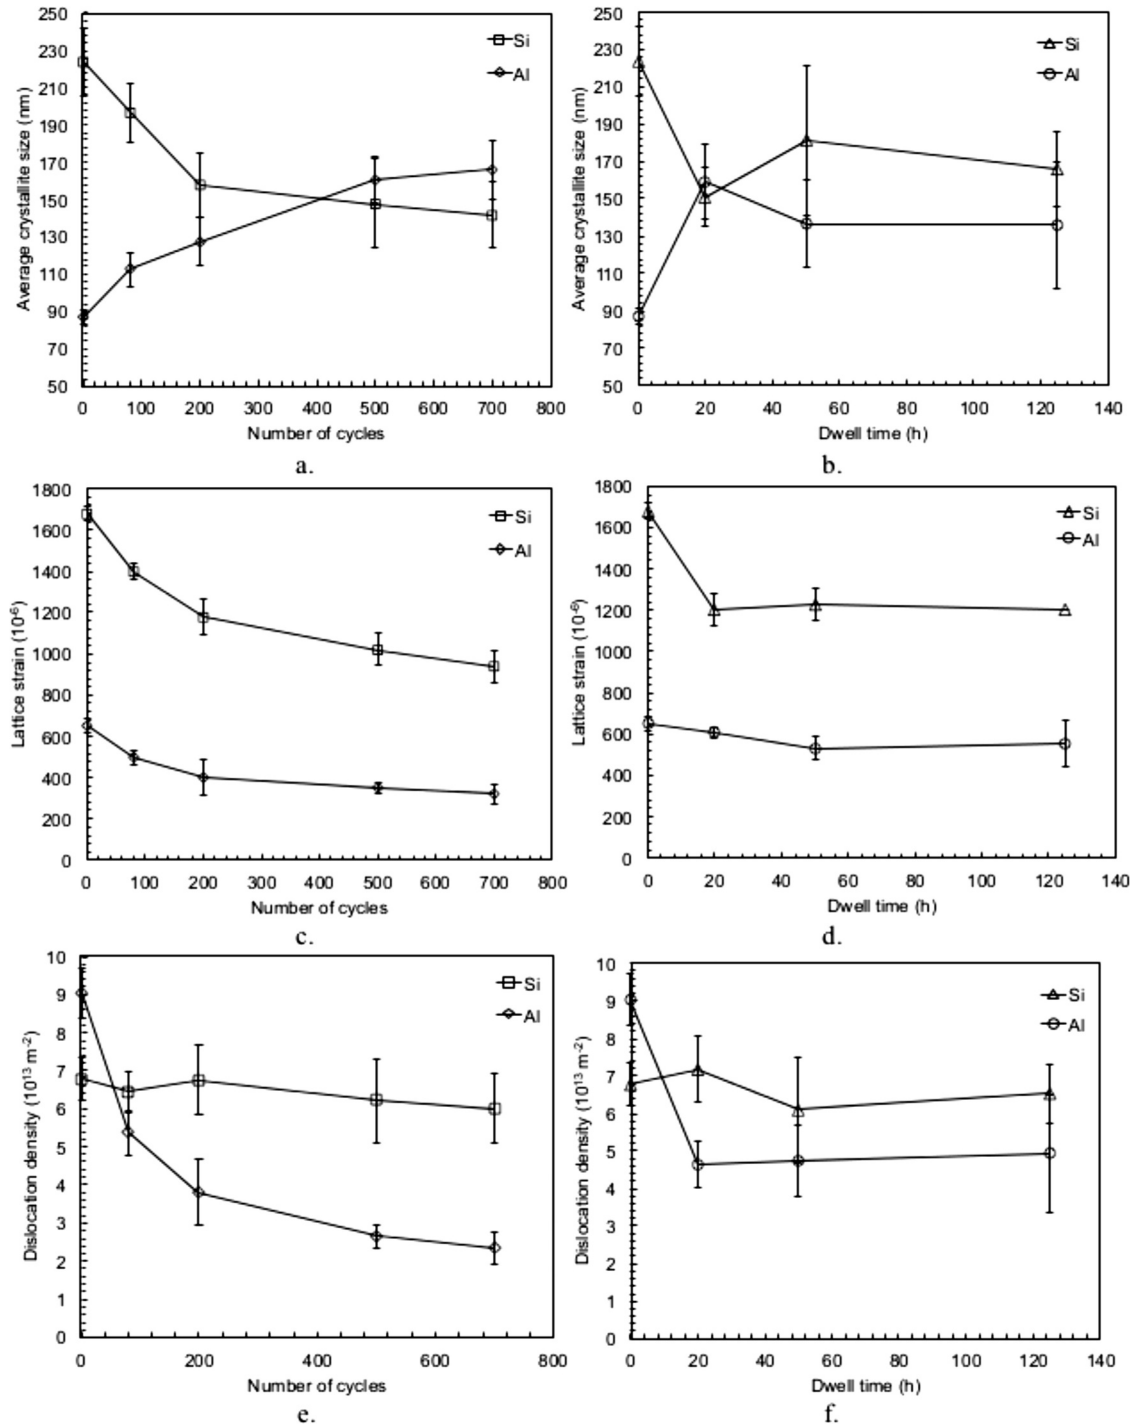 250
230
210
190
170
150
130
110
90
70
50
Average crystallite size (nm)
Si
Al
0 100 200 300 400 500 600 700 800
Number of cycles
a.
250
230
210
190
170
150
130
110
90
70
50
Average crystallite size (nm)
Si
Al
0 20 40 60 80 100 120 140
Dwell time (h)
b.
1800
1600
1400
1200
1000
800
600
400
200
0
Lattice strain (10⁻⁶)
Si
Al
0 100 200 300 400 500 600 700 800
Number of cycles
c.
1800
1600
1400
1200
1000
800
600
400
200
0
Lattice strain (10⁻⁶)
Si
Al
0 20 40 60 80 100 120 140
Dwell time (h)
d.
10
9
8
7
6
5
4
3
2
1
0
Dislocation density (10¹³ m⁻²)
Si
Al
0 200 400 600 800
Number of cycles
e.
10
9
8
7
6
5
4
3
2
1
0
Dislocation density (10¹³ m⁻²)
Si
Al
0 20 40 60 80 100 120 140
Dwell time (h)
f.